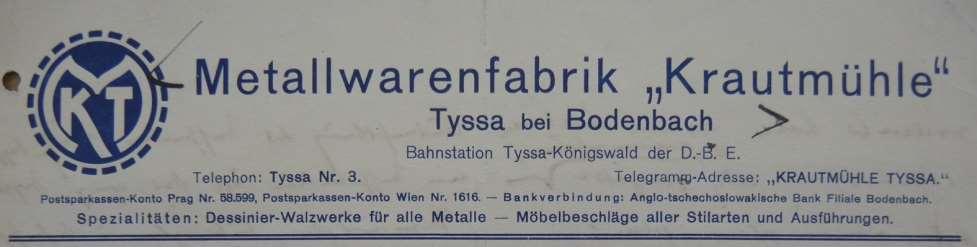 MKT
Metallwarenfabrik „Krautmühle“
Tyssa bei Bodenbach
Bahnstation Tyssa-Königswald der D.-B. E.
Telephon: Tyssa Nr. 3.
Telegramm-Adresse: „KRAUTMÜHLE TYSSA.“
Postsparkassen-Konto Prag Nr. 58.599, Postsparkassen-Konto Wien Nr. 1616. — Bankverbindung: Anglo-tschechoslowakische Bank Filiale Bodenbach.
Spezialitäten: Dessinier-Walzwerke für alle Metalle — Möbelbeschläge aller Stilarten und Ausführungen.